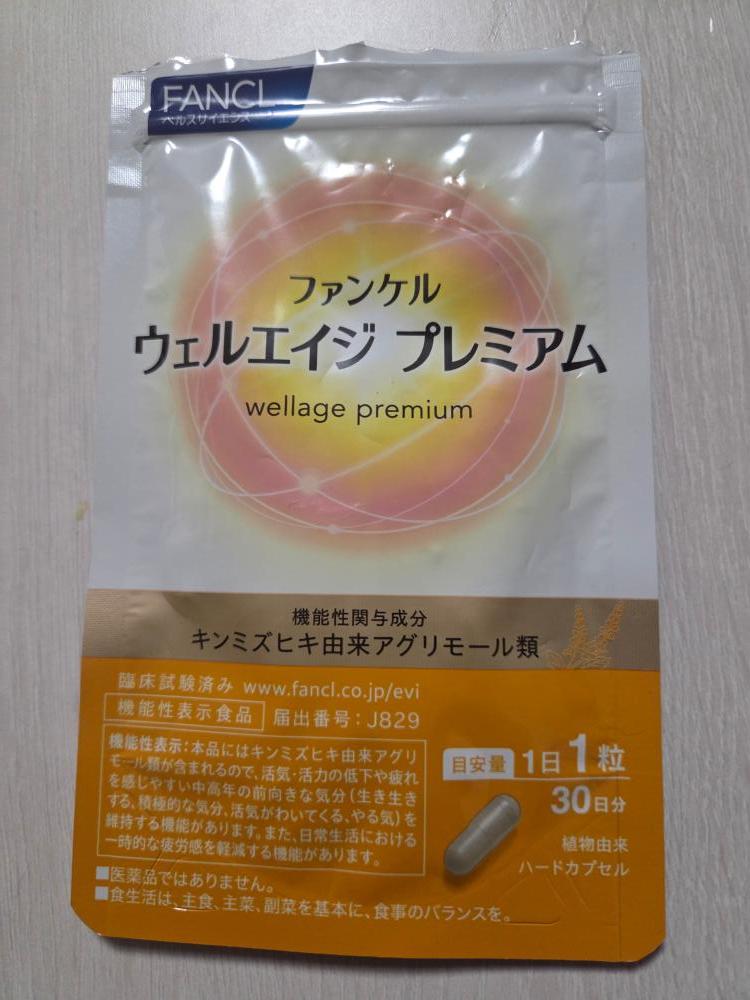 FANCL
ヘルスサイエンス
ファンケル
ウェルエイジ プレミアム
wellage premium
機能性関与成分
キンミズヒキ由来アグリモール類
臨床試験済み www.fancl.co.jp/evi
機能性表示食品 届出番号：J829
機能性表示：本品にはキンミズヒキ由来アグリ
モール類が含まれるので、活気・活力の低下や疲れ
を感じやすい中高年の前向きな気分（生き生き
する、積極的な気分、活気がわいてくる、やる気）を
維持する機能があります。また、日常生活における
一時的な疲労感を軽減する機能があります。
目安量 1日1粒
30日分
植物由来
ハードカプセル
■医薬品ではありません。
■食生活は、主食、主菜、副菜を基本に、食事のバランスを。